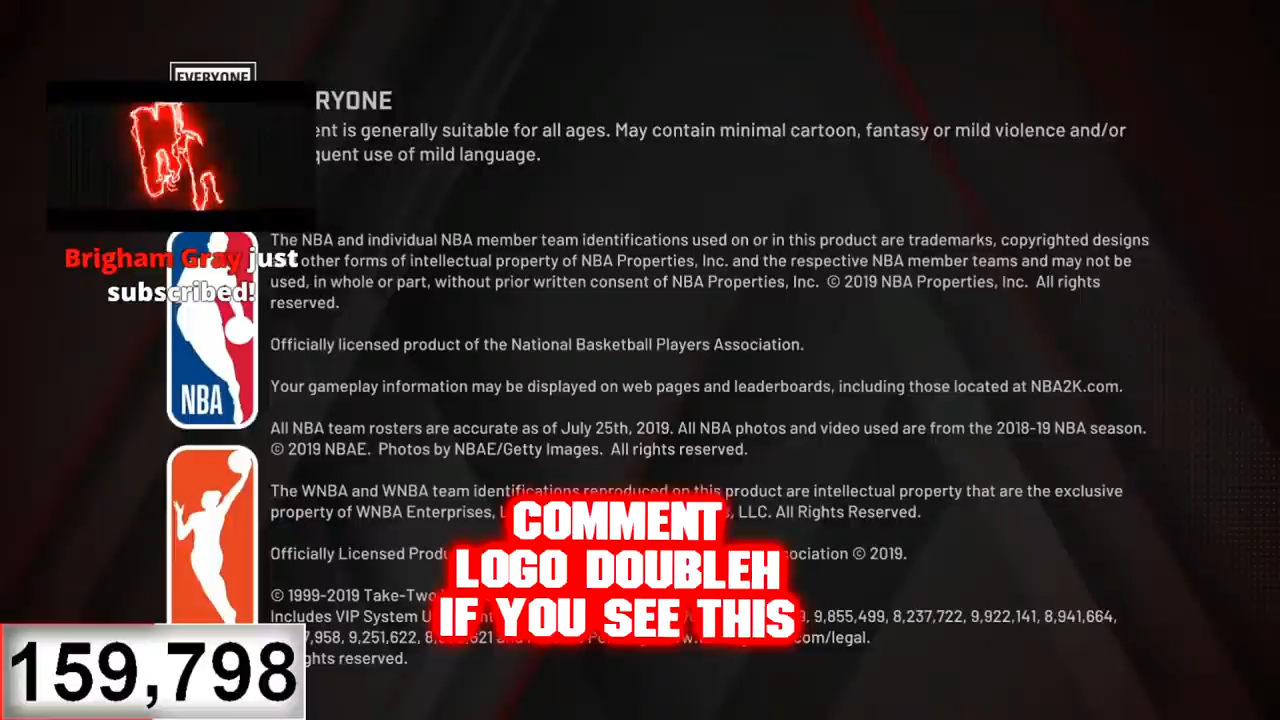 EVERYONE
RYONE
ent is generally suitable for all ages. May contain minimal cartoon, fantasy or mild violence and/or
quent use of mild language.
Brigham Gray just
subscribed!
The NBA and individual NBA member team identifications used on or in this product are trademarks, copyrighted designs
other forms of intellectual property of NBA Properties, Inc. and the respective NBA member teams and may not be
used, in whole or part, without prior written consent of NBA Properties, Inc. © 2019 NBA Properties, Inc. All rights
reserved.
Officially licensed product of the National Basketball Players Association.
NBA
Your gameplay information may be displayed on web pages and leaderboards, including those located at NBA2K.com.
All NBA team rosters are accurate as of July 25th, 2019. All NBA photos and video used are from the 2018-19 NBA season.
© 2019 NBAE. Photos by NBAE/Getty Images. All rights reserved.
The WNBA and WNBA team identifications reproduced on this product are intellectual property that are the exclusive
property of WNBA Enterprises, LLC. All Rights Reserved.
Officially Licensed © 2019.
© 1999-2019 Take-Two
Includes VIP System 9,855,499, 8,237,722, 9,922,141, 8,941,664,
9,251,622, and
reserved.
COMMENT
LOGO DOUBLEH
IF YOU SEE THIS
159,798